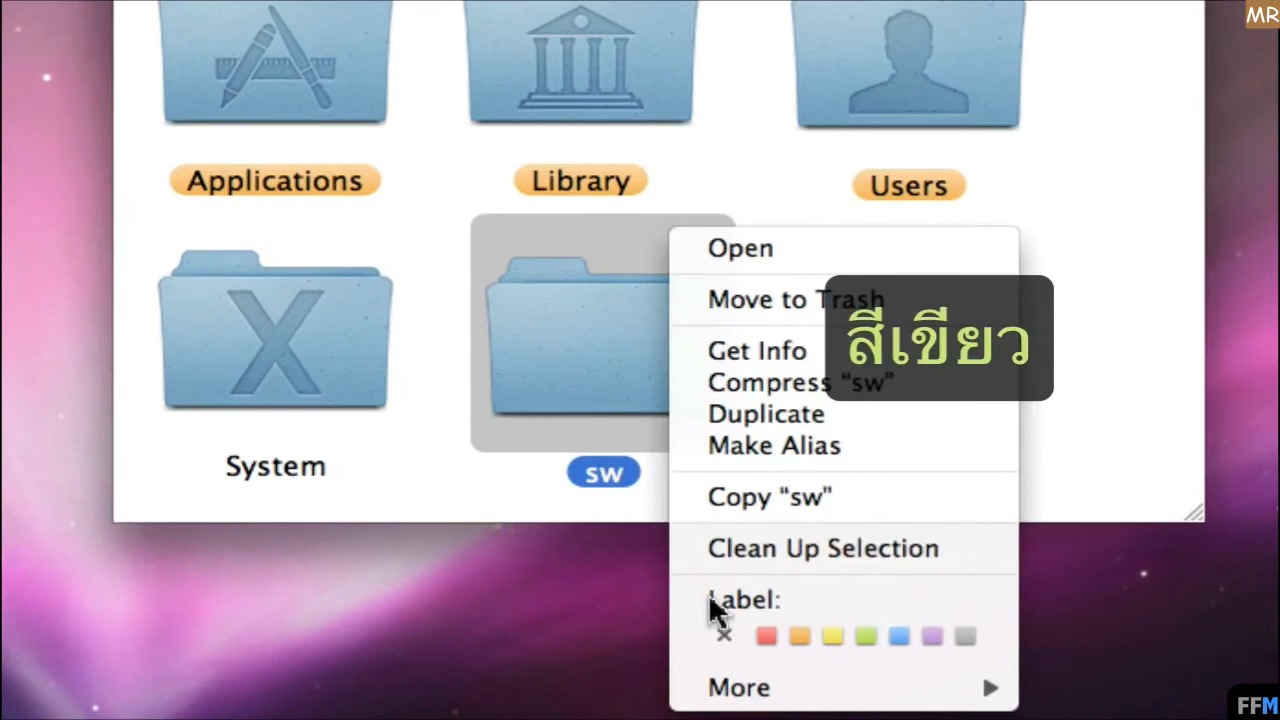 MR
Applications
Library
Users
Open
Move to Trash
สีเขียว
Get Info
Compress “sw”
Duplicate
Make Alias
System
sw
Copy “sw”
Clean Up Selection
Label:
More
FFM